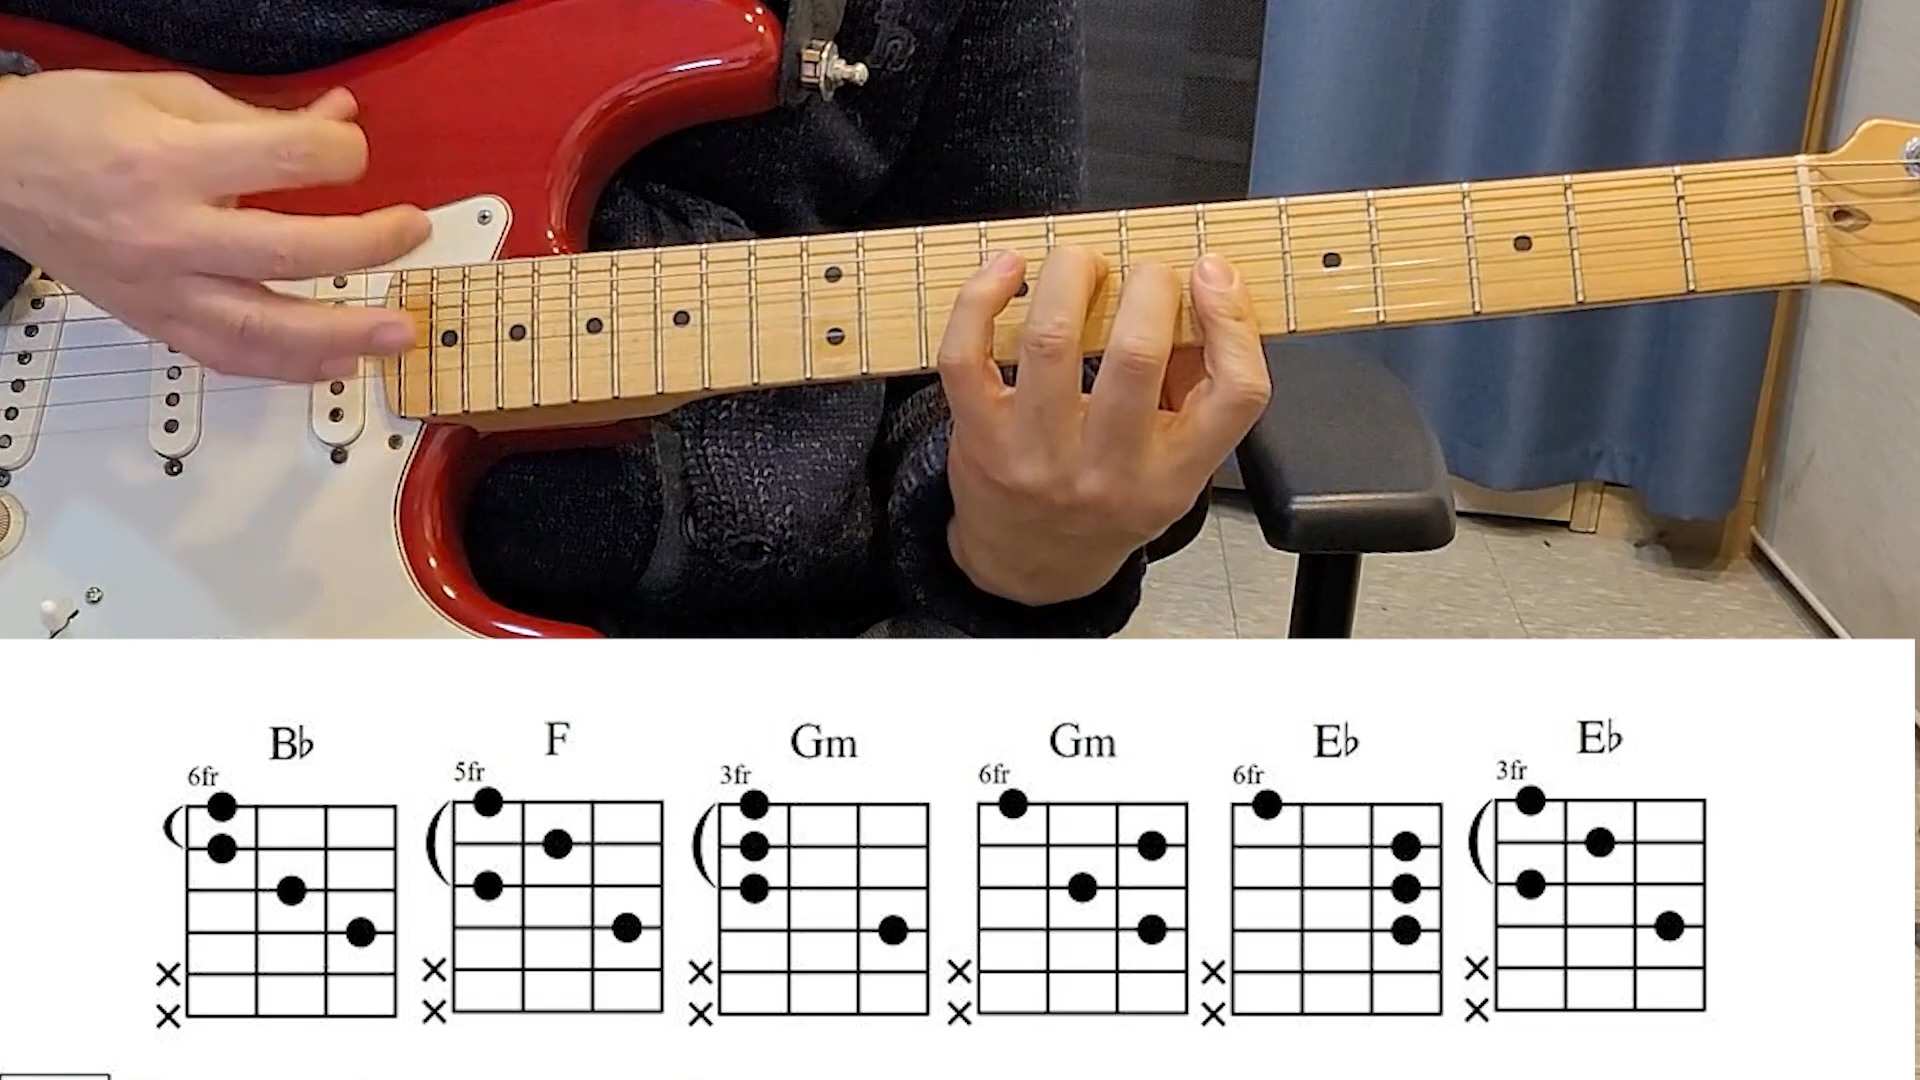 B♭ F Gm Gm E♭ E♭
6fr 5fr 3fr 6fr 6fr 3fr
× × × × × ×
× × × × × ×